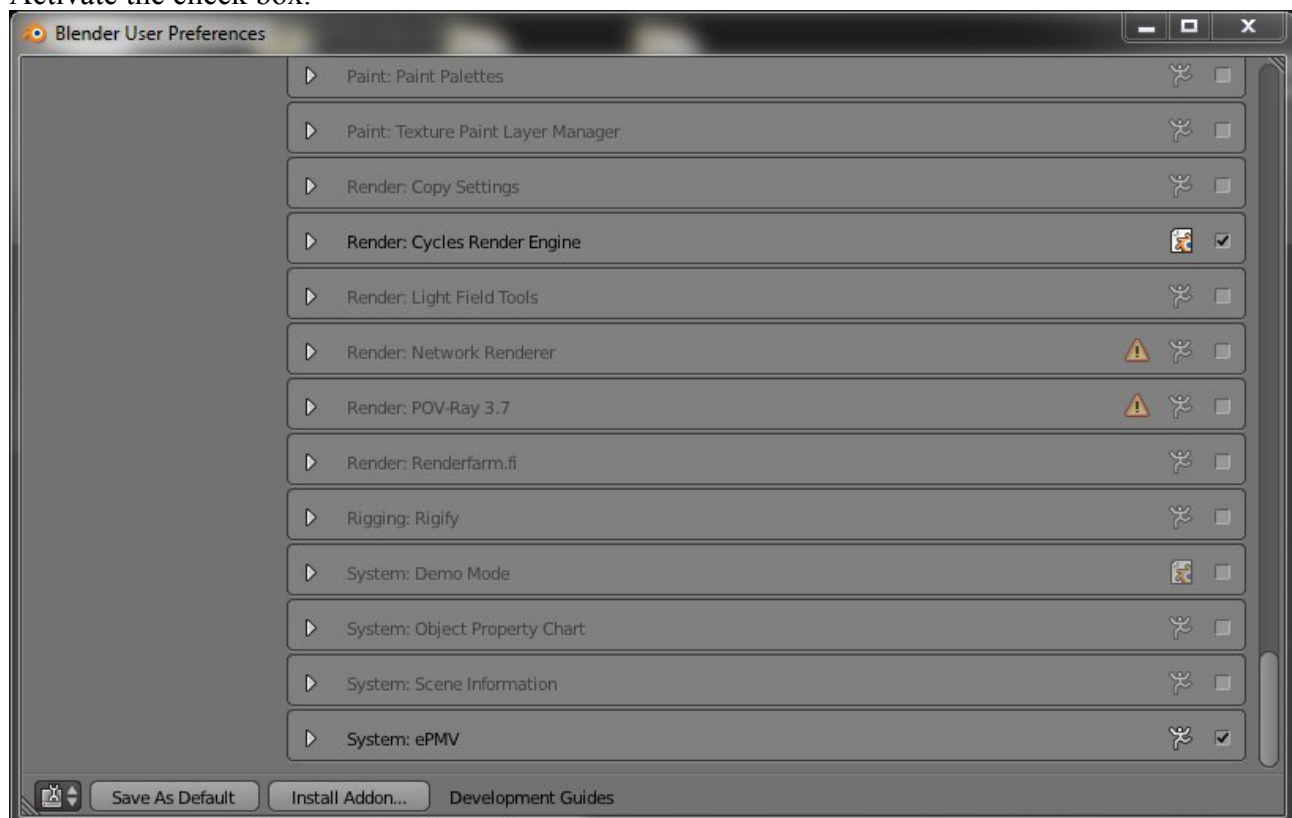 Activate the check box.
Blender User Preferences
Paint: Paint Palettes
Paint: Texture Paint Layer Manager
Render: Copy Settings
Render: Cycles Render Engine
Render: Light Field Tools
Render: Network Renderer
Render: POV-Ray 3.7
Render: Renderfarm.fi
Rigging: Rigify
System: Demo Mode
System: Object Property Chart
System: Scene Information
System: ePMV
Save As Default Install Addon... Development Guides